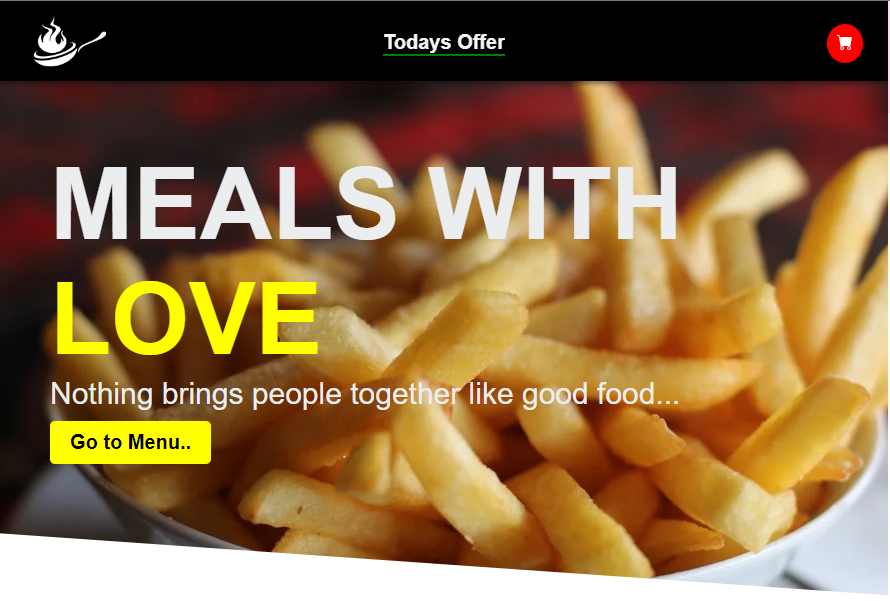 Todays Offer
MEALS WITH
LOVE
Nothing brings people together like good food...
Go to Menu..